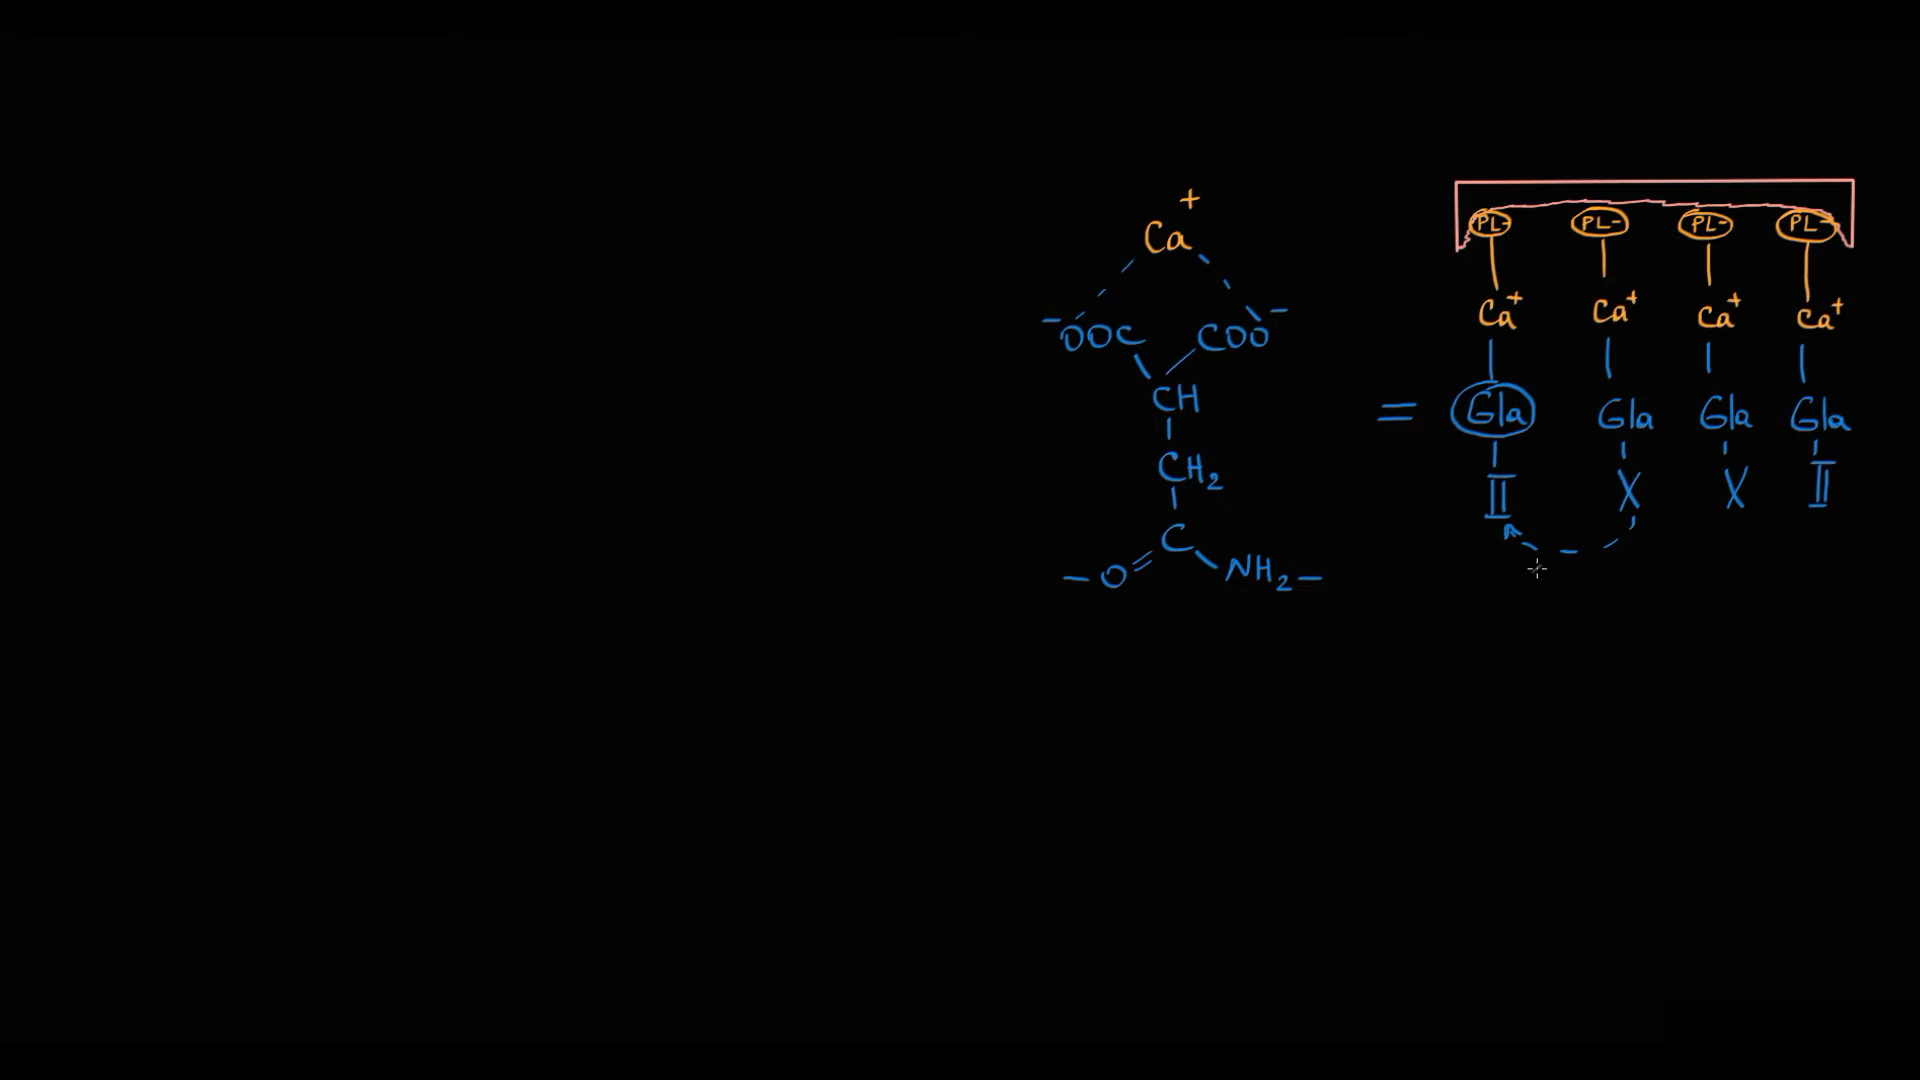 Ca+
-OOC COO-
CH
CH2
C
-O= NH2-
=
PL- PL- PL- PL-
Ca+ Ca+ Ca+ Ca+
Gla Gla Gla Gla
II X X II